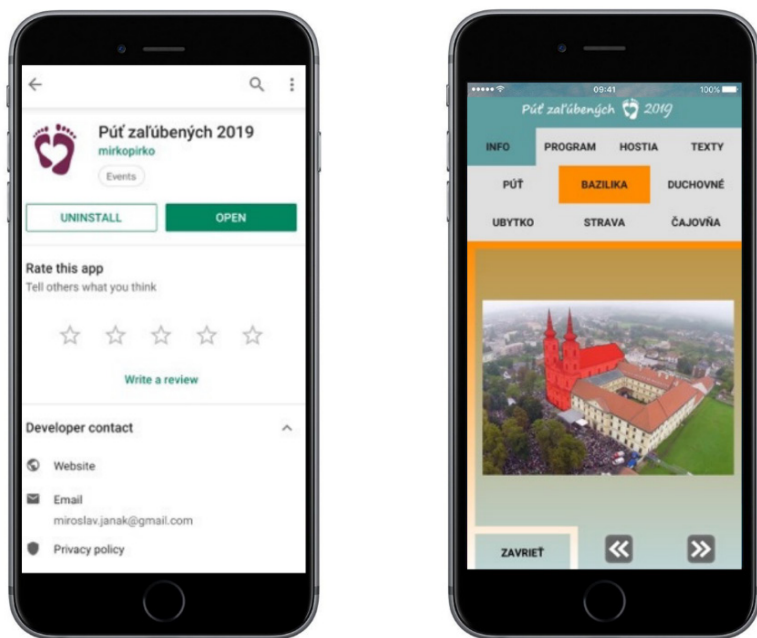 Púť zaľúbených 2019
mirkopirko
Events
UNINSTALL OPEN
Rate this app
Tell others what you think
Write a review
Developer contact
Website
Email
miroslav.janak@gmail.com
Privacy policy
09:41 100%
Púť zaľúbených 2019
INFO PROGRAM HOSTIA TEXTY
PÚŤ BAZILIKA DUCHOVNÉ
UBYTKO STRAVA ČAJOVŇA
ZAVRIEŤ